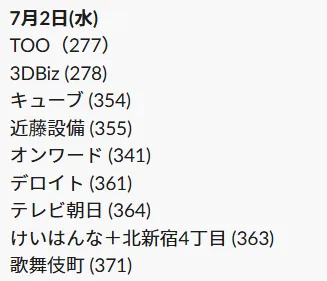 7月2日(水)
TOO（277）
3DBiz (278)
キューブ (354)
近藤設備 (355)
オンワード (341)
デロイト (361)
テレビ朝日 (364)
けいはんな＋北新宿4丁目 (363)
歌舞伎町 (371)